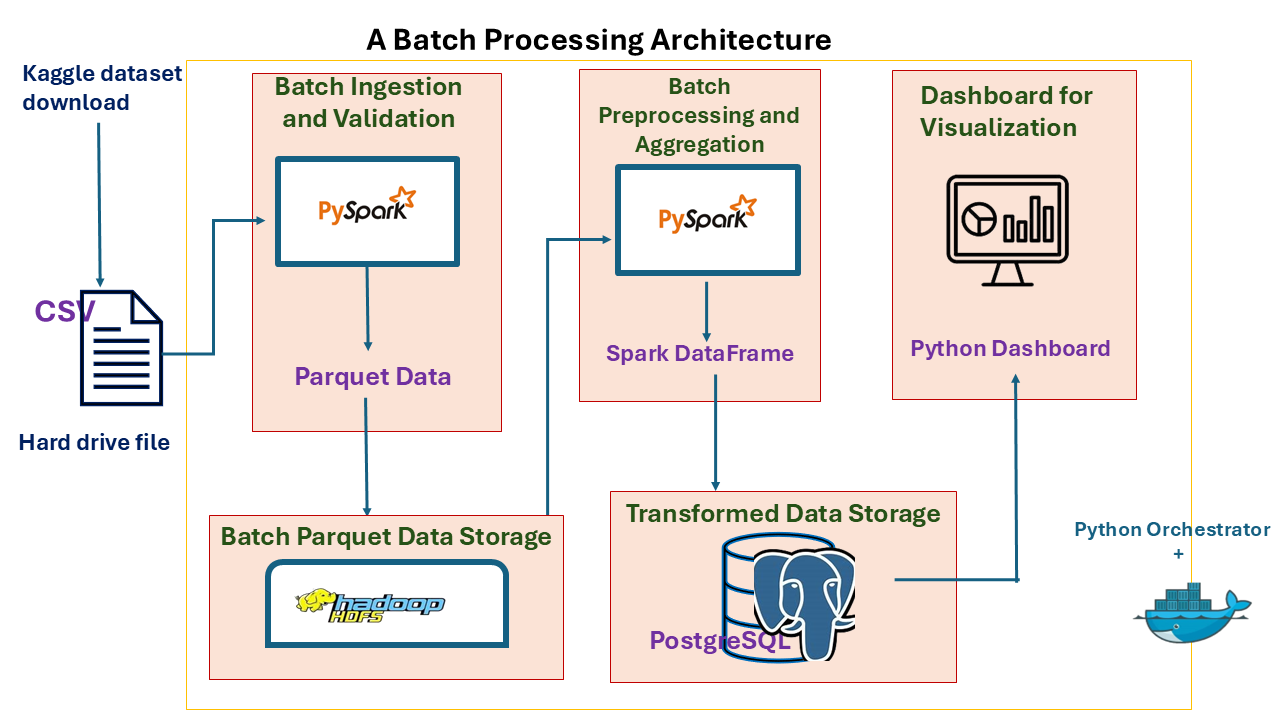 A Batch Processing Architecture
Kaggle dataset
download
CSV
Hard drive file
Batch Ingestion
and Validation
PySpark
Parquet Data
Batch Parquet Data Storage
hadoop
HDFS
Batch
Preprocessing and
Aggregation
PySpark
Spark DataFrame
Transformed Data Storage
PostgreSQL
Dashboard for
Visualization
Python Dashboard
Python Orchestrator
+